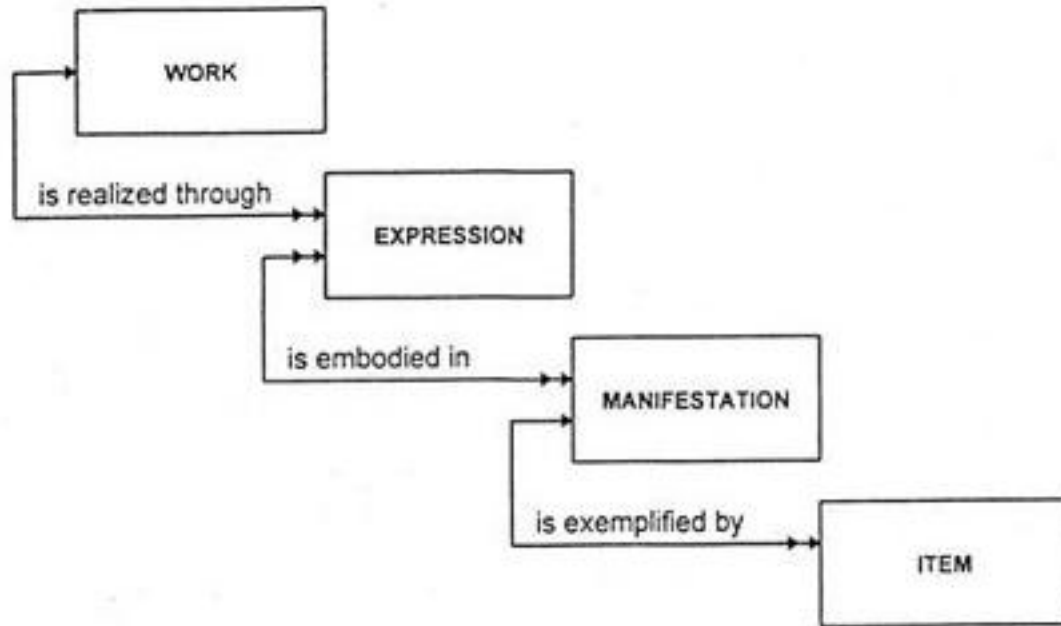 WORK
is realized through
EXPRESSION
is embodied in
MANIFESTATION
is exemplified by
ITEM